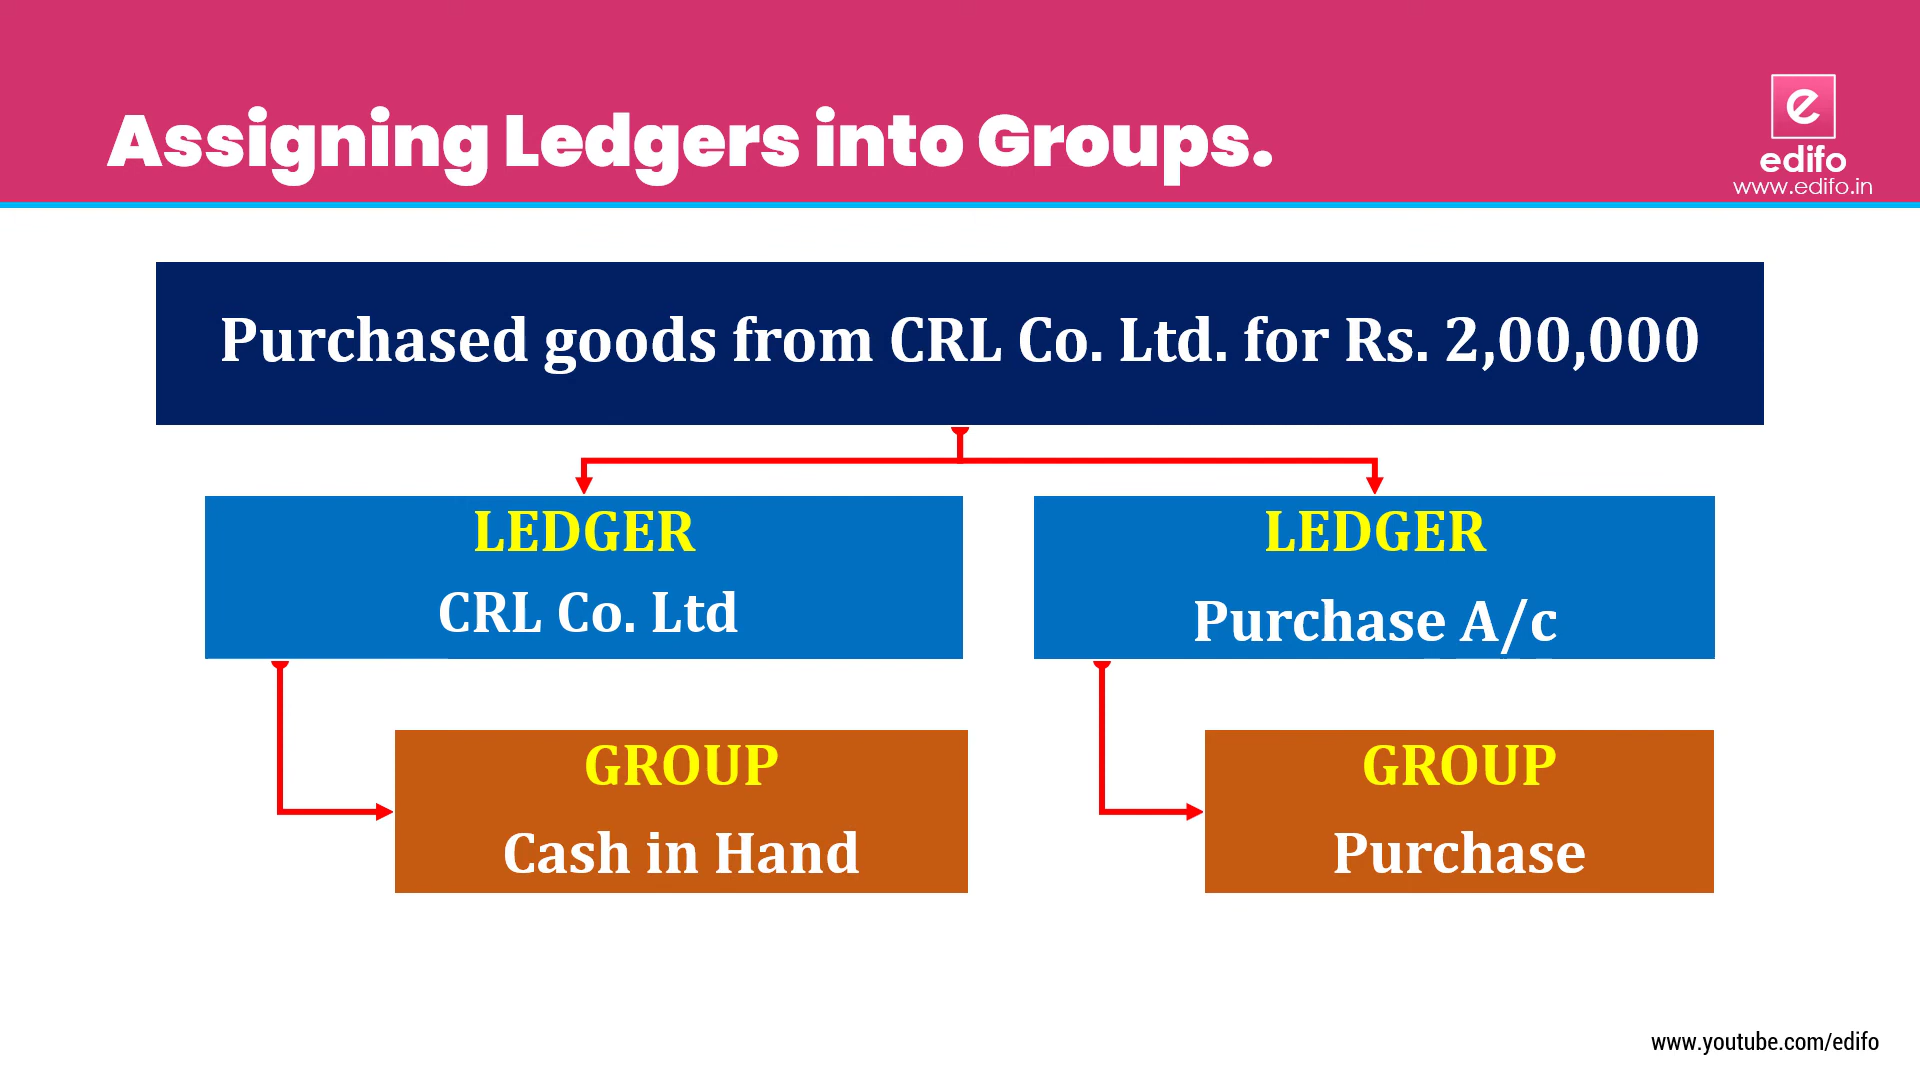 Assigning Ledgers into Groups.
e
edifo
www.edifo.in
Purchased goods from CRL Co. Ltd. for Rs. 2,00,000
LEDGER
CRL Co. Ltd
LEDGER
Purchase A/c
GROUP
Cash in Hand
GROUP
Purchase
www.youtube.com/edifo